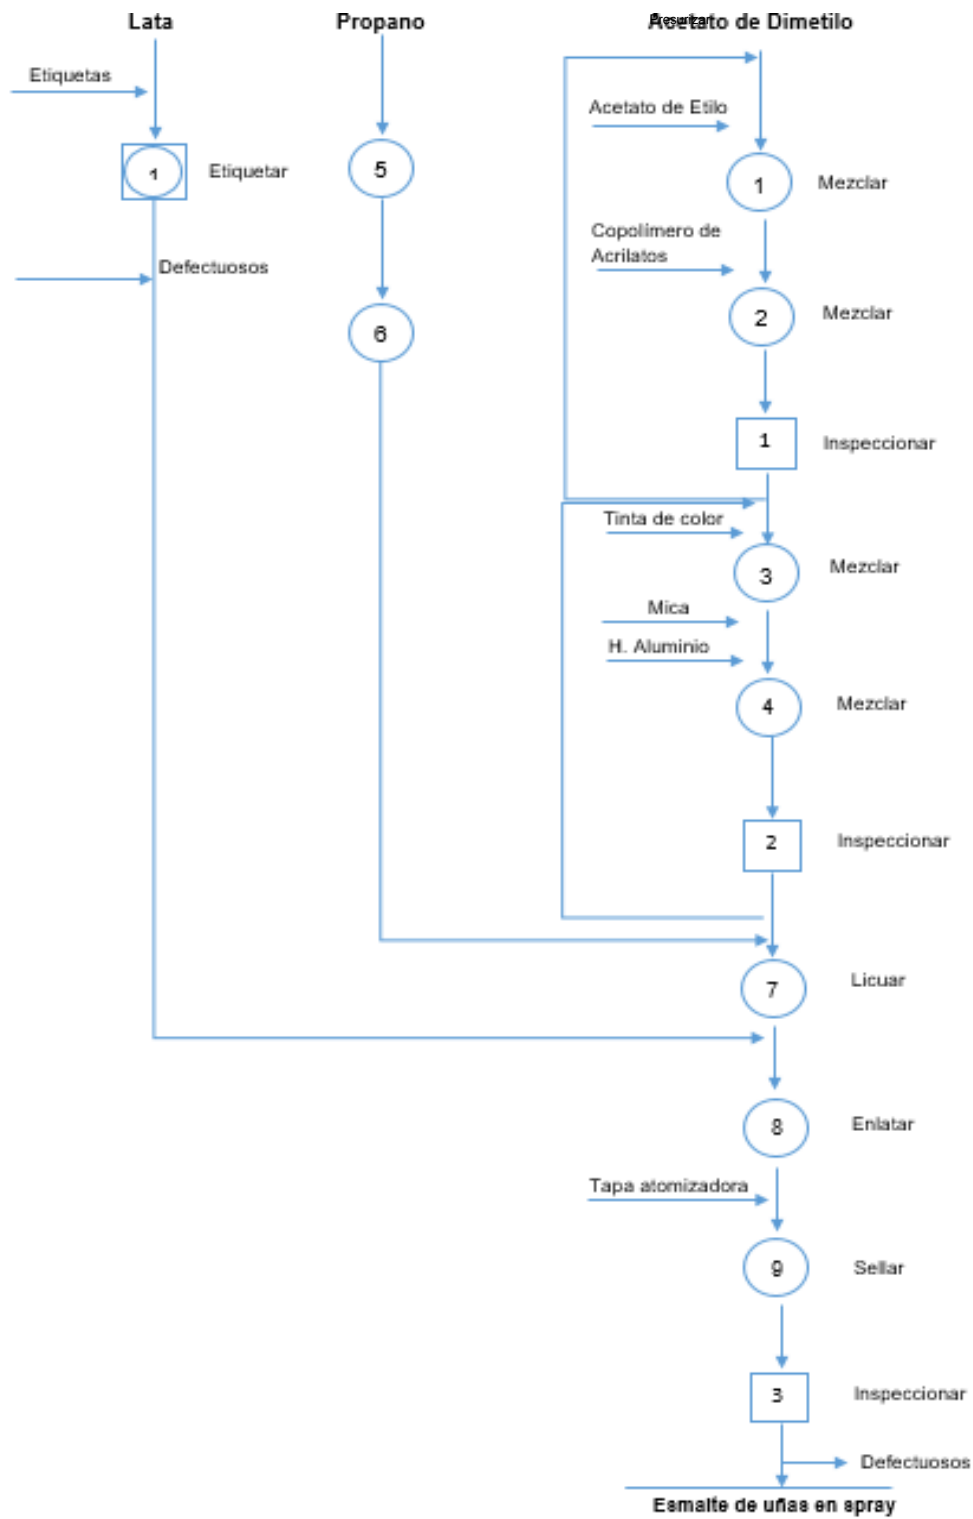 Lata
Propano
Acetato de Dimetilo
Presurizar
Etiquetas
1
Etiquetar
Defectuosos
5
6
Acetato de Etilo
1
Mezclar
Copolímero de
Acrilatos
2
Mezclar
1
Inspeccionar
Tinta de color
3
Mezclar
Mica
H. Aluminio
4
Mezclar
2
Inspeccionar
7
Licuar
8
Enlatar
Tapa atomizadora
9
Sellar
3
Inspeccionar
Defectuosos
Esmalte de uñas en spray